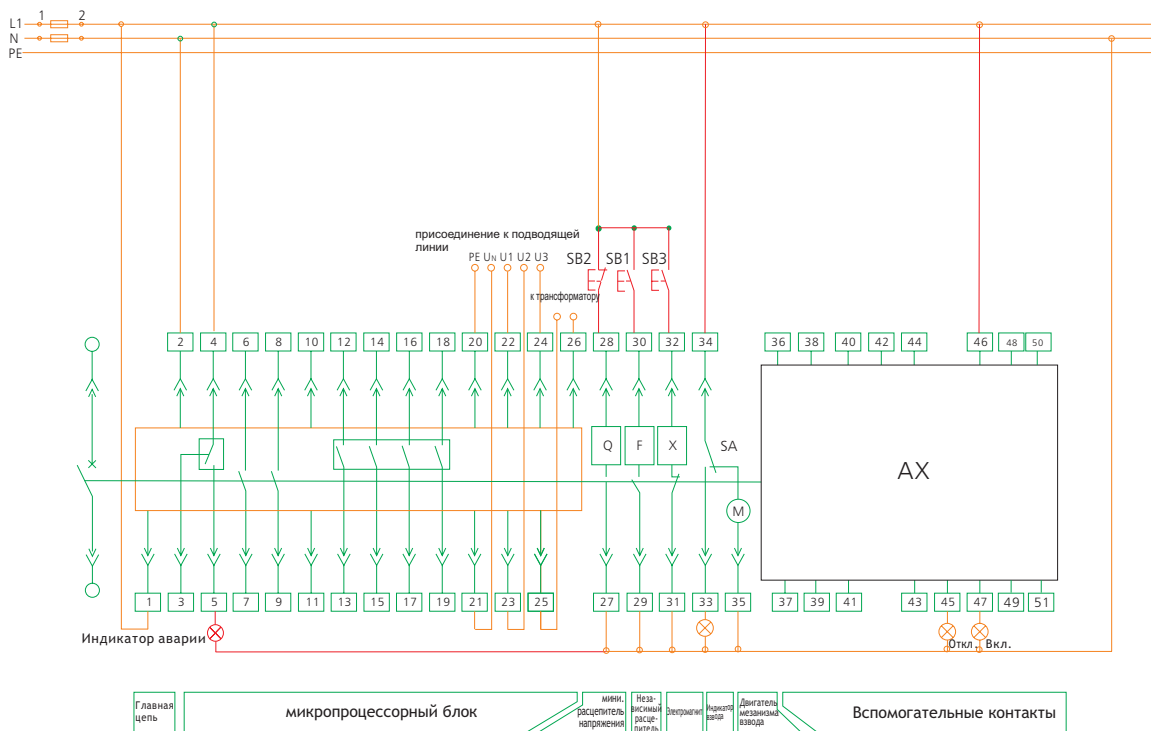 1 2
L1
N
PE
присоединение к подводящей
линии
PE UN U1 U2 U3
SB2 SB1 SB3
к трансформатору
2 4 6 8 10 12 14 16 18 20 22 24 26 28 30 32 34 36 38 40 42 44 46 48 50
Q F X SA
AX
M
1 3 5 7 9 11 13 15 17 19 21 23 25 27 29 31 33 35 37 39 41 43 45 47 49 51
Индикатор аварии
Откл. Вкл.
Главная
цепь
микропроцессорный блок
мини.
расцепитель
напряжения
Неза-
висимый
расце-
питель
Электромагнит
Индикатор
взвода
Двигатель
механизма
взвода
Вспомогательные контакты